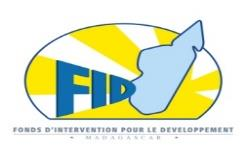 FID
FONDS D'INTERVENTION POUR LE DEVELOPPEMENT
- MADAGASCAR -